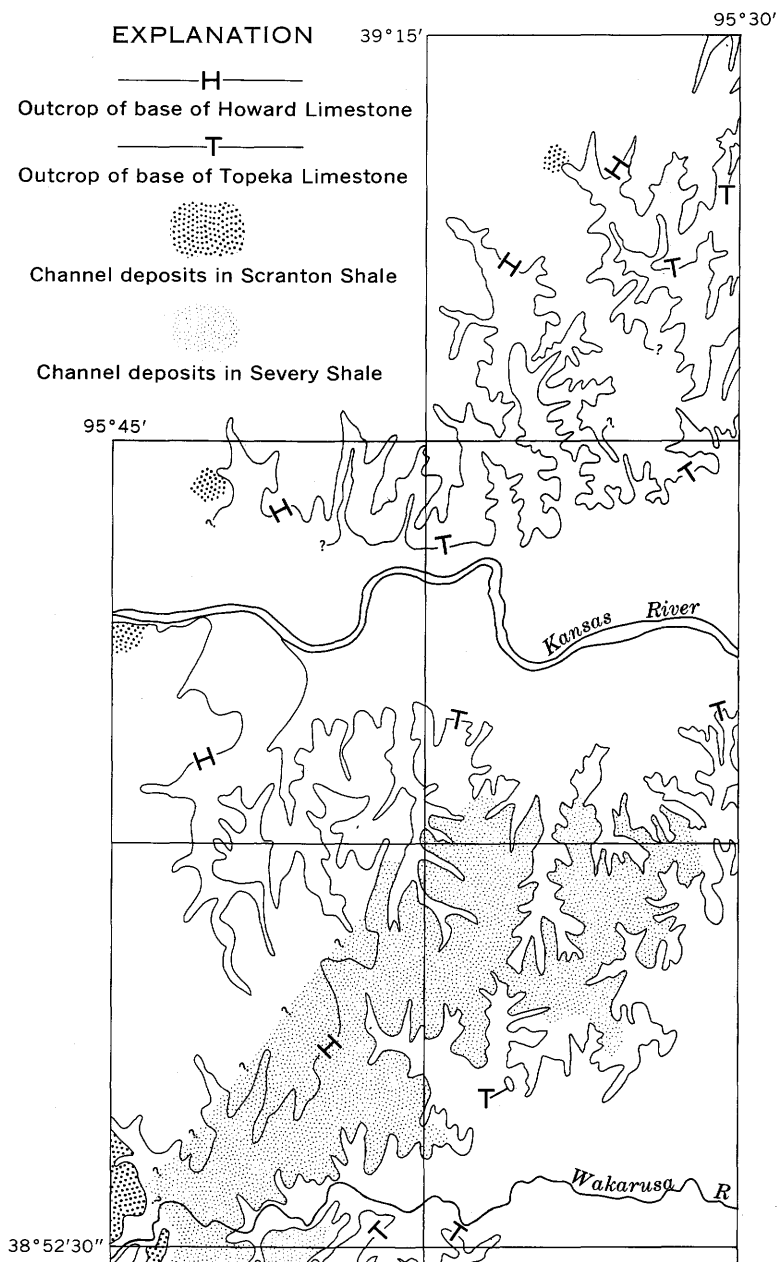 EXPLANATION
H
Outcrop of base of Howard Limestone
T
Outcrop of base of Topeka Limestone
Channel deposits in Scranton Shale
Channel deposits in Severy Shale
39°15′
95°30′
H
T
H
T
?
95°45′
?
T
H
?
?
T
Kansas River
T
T
H
?
?
H
?
T
?
?
?
Wakarusa R
T
T
38°52′30″